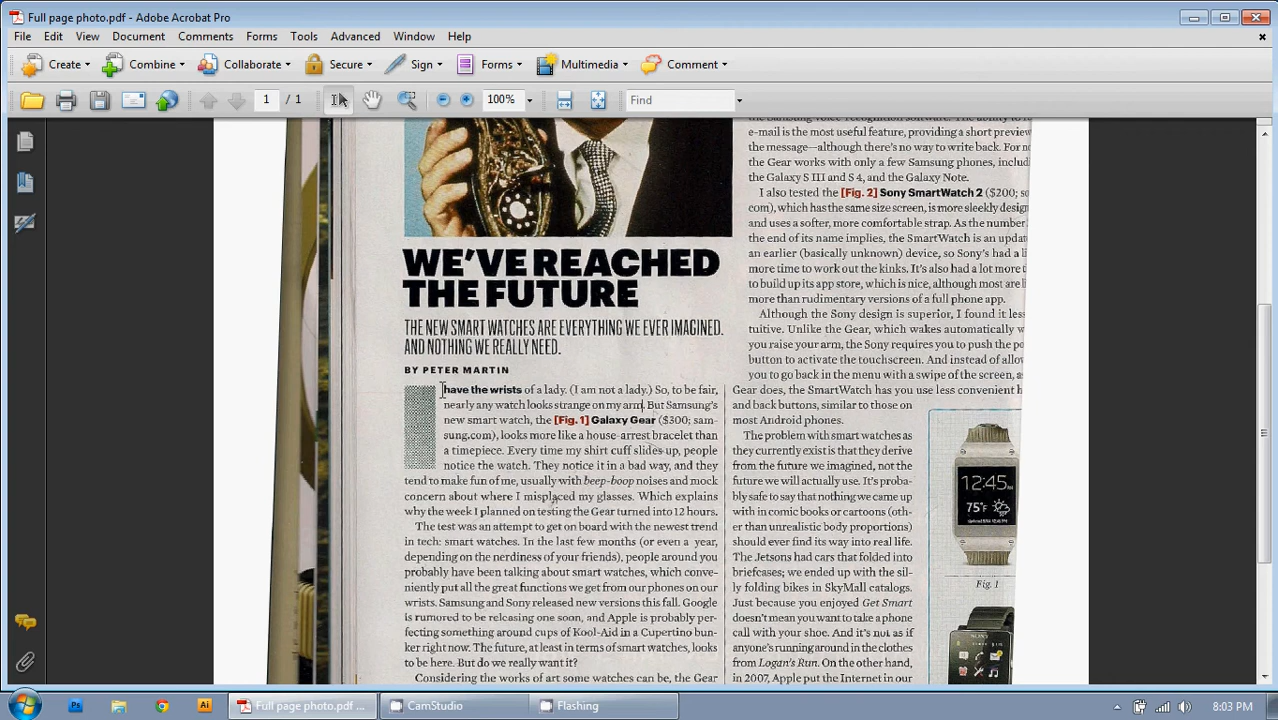 Full page photo.pdf - Adobe Acrobat Pro
File Edit View Document Comments Forms Tools Advanced Window Help
Create Combine Collaborate Secure Sign Forms Multimedia Comment
1 / 1 100% Find
e-mail is the most useful feature, providing a short preview
the message—although there's no way to write back. For
the Gear works with only a few Samsung phones, includ
the Galaxy S III and S 4, and the Galaxy Note.
I also tested the [Fig. 2] Sony SmartWatch 2 ($200; so
com), which has the same size screen, is more sleekly design
and uses a softer, more comfortable strap. As the number
the end of its name implies, the SmartWatch is an updat
an earlier (basically unknown) device, so Sony's had a li
more time to work out the kinks. It's also had a lot more t
to build up its app store, which is nice, although most are li
more than rudimentary versions of a full phone app.
Although the Sony design is superior, I found it less
tuitive. Unlike the Gear, which wakes automatically w
you raise your arm, the Sony requires you to push the po
button to activate the touchscreen. And instead of allow
you to go back in the menu with a swipe of the screen, as
WE'VE REACHED
THE FUTURE
THE NEW SMART WATCHES ARE EVERYTHING WE EVER IMAGINED.
AND NOTHING WE REALLY NEED.
BY PETER MARTIN
have the wrists of a lady. (I am not a lady.) So, to be fair,
nearly any watch looks strange on my arm. But Samsung's
new smart watch, the [Fig. 1] Galaxy Gear ($300; sam-
sung.com), looks more like a house-arrest bracelet than
a timepiece. Every time my shirt cuff slides up, people
notice the watch. They notice it in a bad way, and they
tend to make fun of me, usually with beep-boop noises and mock
concern about where I misplaced my glasses. Which explains
why the week I planned on testing the Gear turned into 12 hours.
The test was an attempt to get on board with the newest trend
in tech: smart watches. In the last few months (or even a year,
depending on the nerdiness of your friends), people around you
probably have been talking about smart watches, which conve-
niently put all the great functions we get from our phones on our
wrists. Samsung and Sony released new versions this fall. Google
is rumored to be releasing one soon, and Apple is probably per-
fecting something around cups of Kool-Aid in a Cupertino bun-
ker right now. The future, at least in terms of smart watches, looks
to be here. But do we really want it?
Considering the works of art some watches can be, the Gear
Gear does, the SmartWatch has you use less convenient h
and back buttons, similar to those on
most Android phones.
The problem with smart watches as
they currently exist is that they derive
from the future we imagined, not the
future we will actually use. It's proba-
bly safe to say that nothing we came up
with in comic books or cartoons (oth-
er than unrealistic body proportions)
should ever find its way into real life.
The Jetsons had cars that folded into
briefcases; we ended up with the sil-
ly folding bikes in SkyMall catalogs.
Just because you enjoyed Get Smart
doesn't mean you want to take a phone
call with your shoe. And it's not as if
anyone's running around in the clothes
from Logan's Run. On the other hand,
in 2007, Apple put the Internet in our
12:45
75°F
Fig. 1
SONY
Full page photo.pdf ... CamStudio Flashing 8:03 PM